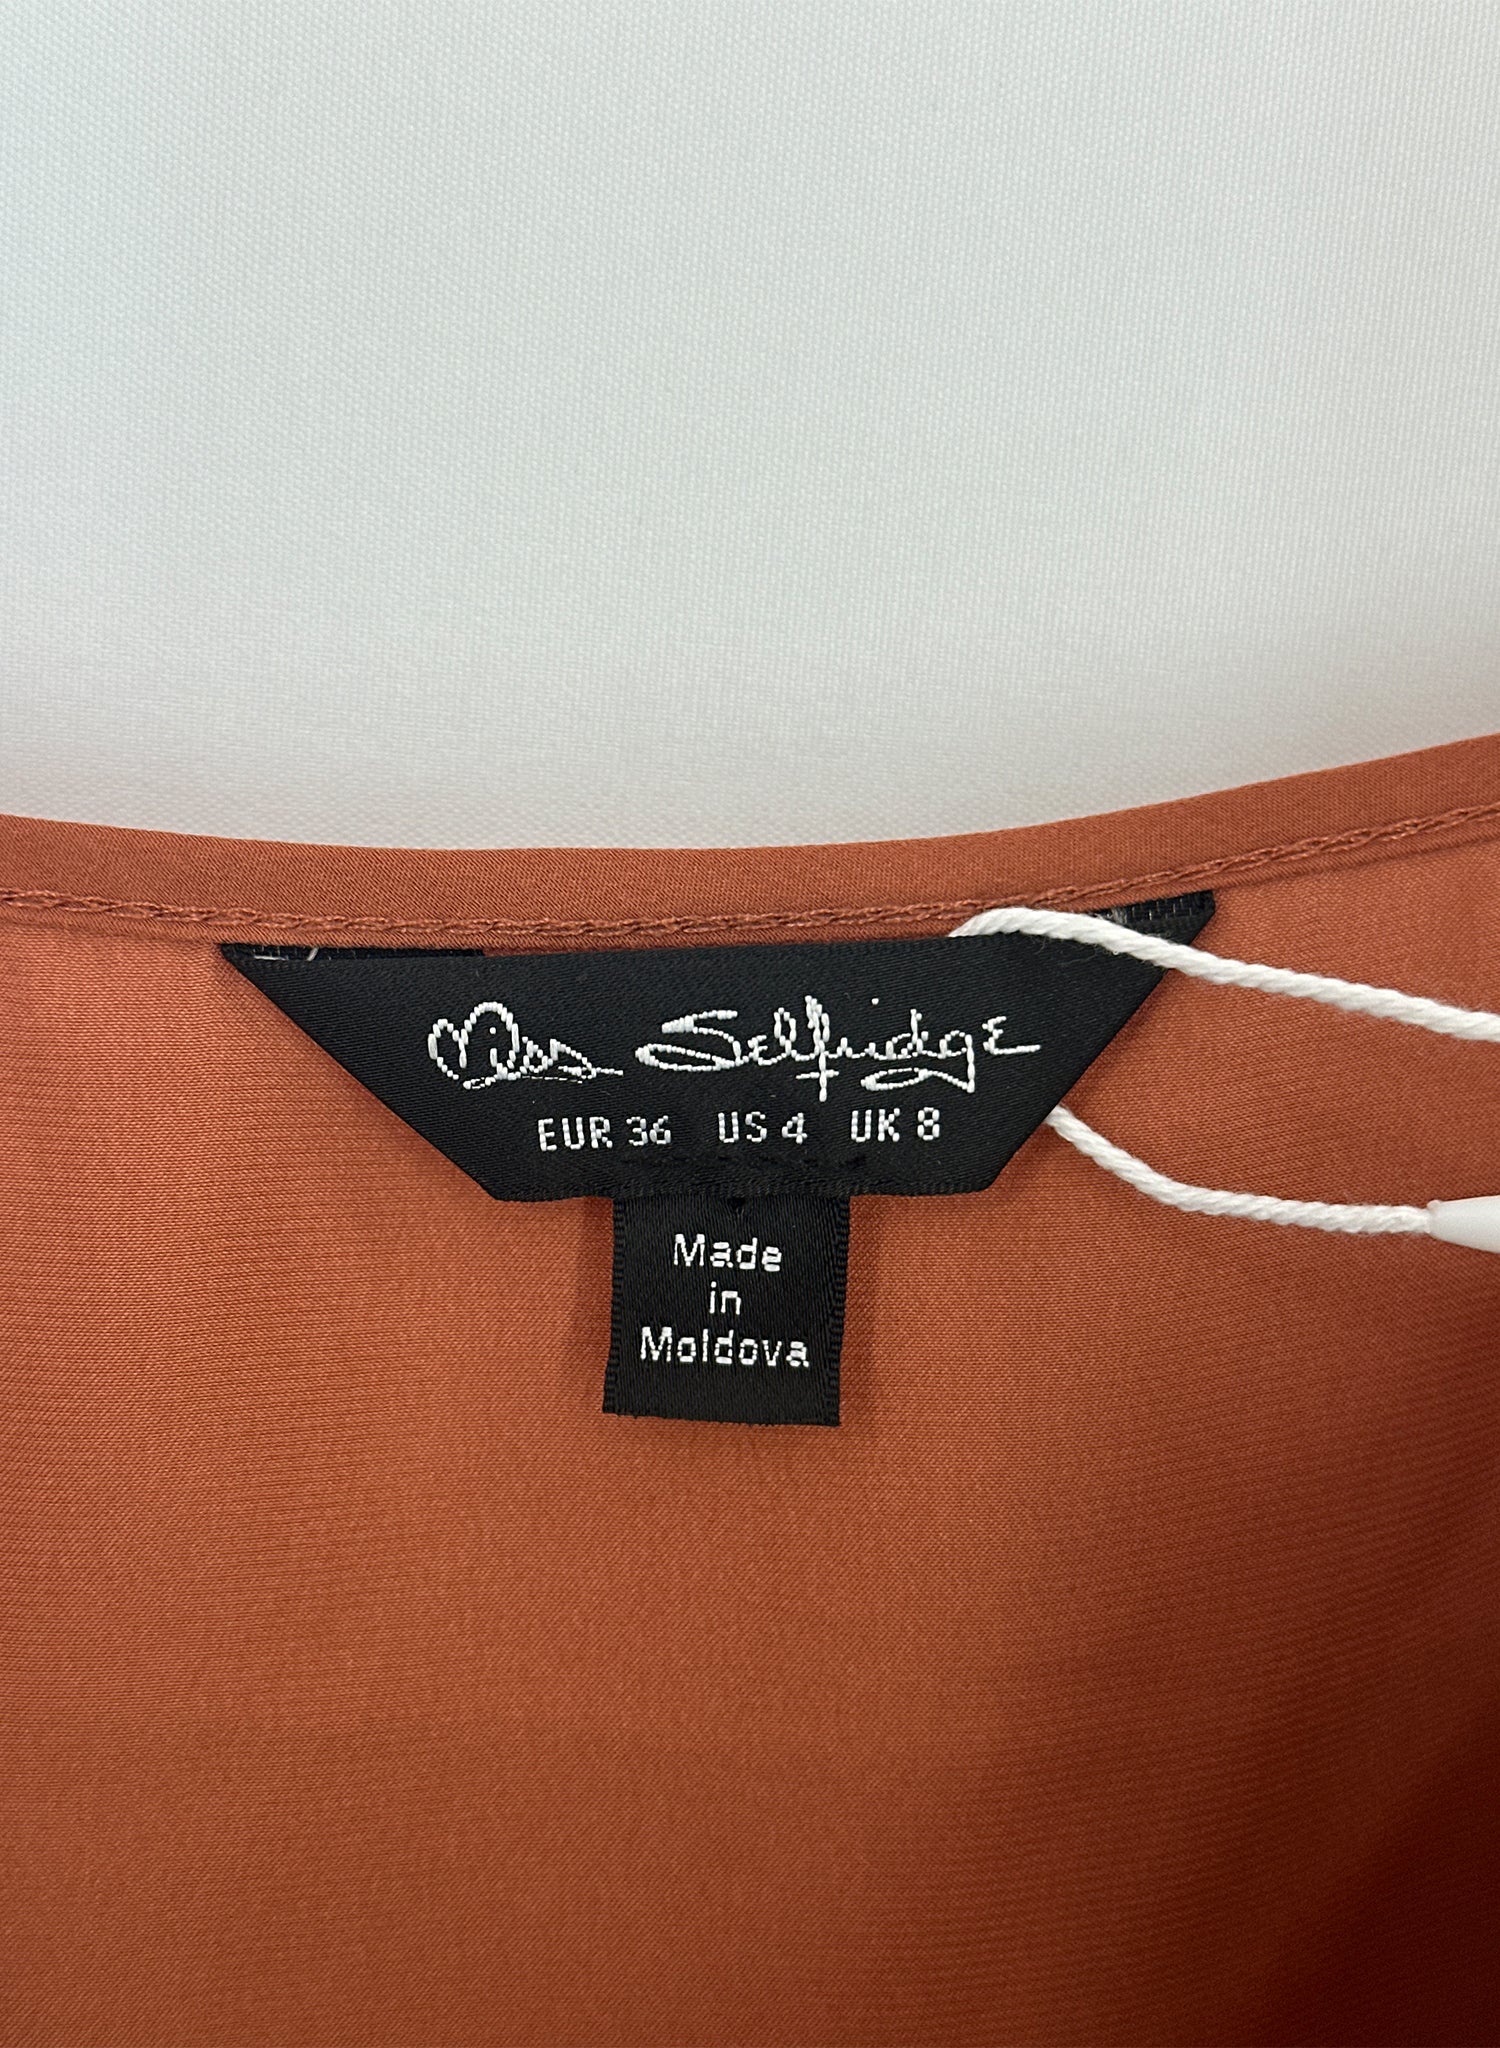 Miss Selfridge
EUR 36 US 4 UK 8
Made
in
Moldova